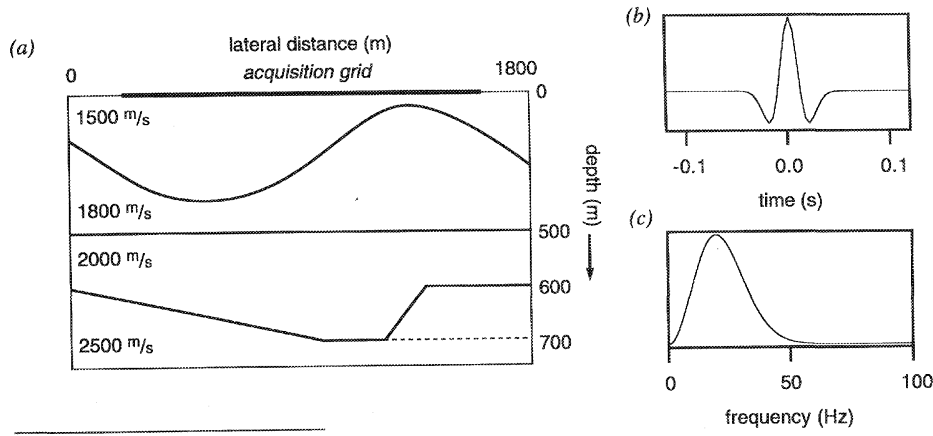 (a)
lateral distance (m)
0
acquisition grid
1800
0
1500 m/s
1800 m/s
500
2000 m/s
600
2500 m/s
700
depth (m)
(b)
-0.1
0.0
0.1
time (s)
(c)
0
50
100
frequency (Hz)